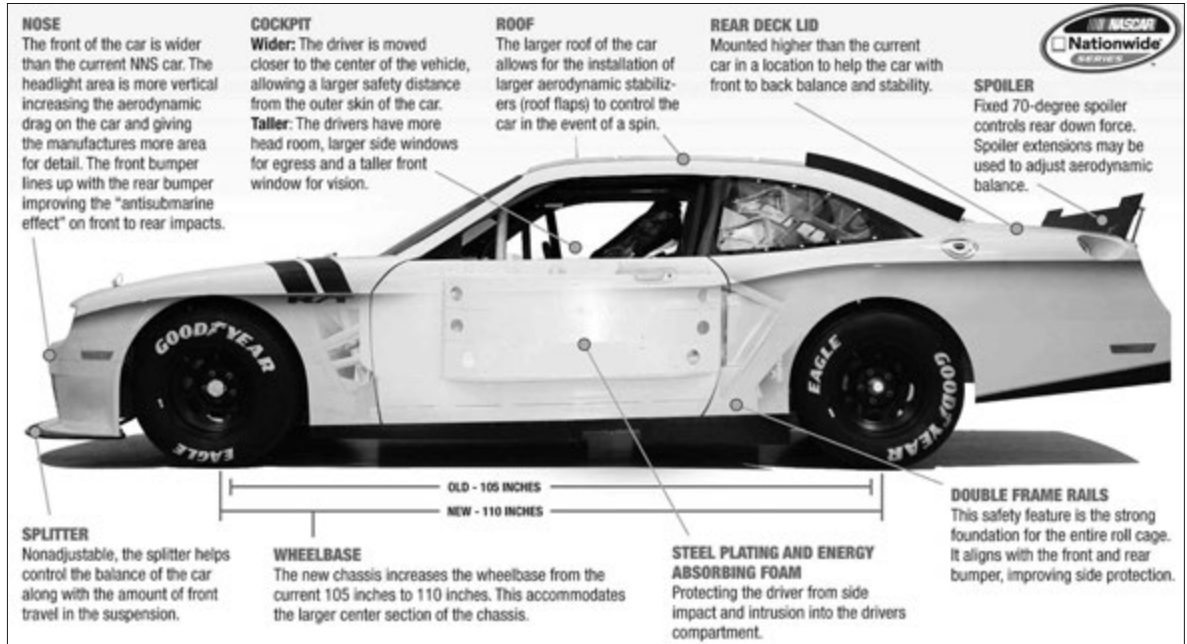 NOSE
The front of the car is wider
than the current NNS car. The
headlight area is more vertical
increasing the aerodynamic
drag on the car and giving
the manufactures more area
for detail. The front bumper
lines up with the rear bumper
improving the “antisubmarine
effect” on front to rear impacts.
COCKPIT
Wider: The driver is moved
closer to the center of the vehicle,
allowing a larger safety distance
from the outer skin of the car.
Taller: The drivers have more
head room, larger side windows
for egress and a taller front
window for vision.
ROOF
The larger roof of the car
allows for the installation of
larger aerodynamic stabiliz-
ers (roof flaps) to control the
car in the event of a spin.
REAR DECK LID
Mounted higher than the current
car in a location to help the car with
front to back balance and stability.
NASCAR
Nationwide
SERIES
SPOILER
Fixed 70-degree spoiler
controls rear down force.
Spoiler extensions may be
used to adjust aerodynamic
balance.
R/T
GOODYEAR
EAGLE
EAGLE
GOODYEAR
OLD - 105 INCHES
NEW - 110 INCHES
SPLITTER
Nonadjustable, the splitter helps
control the balance of the car
along with the amount of front
travel in the suspension.
WHEELBASE
The new chassis increases the wheelbase from the
current 105 inches to 110 inches. This accommodates
the larger center section of the chassis.
STEEL PLATING AND ENERGY
ABSORBING FOAM
Protecting the driver from side
impact and intrusion into the drivers
compartment.
DOUBLE FRAME RAILS
This safety feature is the strong
foundation for the entire roll cage.
It aligns with the front and rear
bumper, improving side protection.